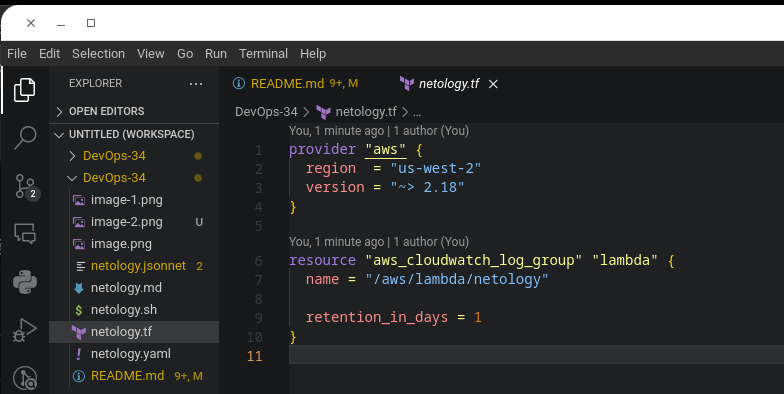 File Edit Selection View Go Run Terminal Help
EXPLORER ...
README.md 9+, M
netology.tf
OPEN EDITORS
DevOps-34 > netology.tf > ...
UNTITLED (WORKSPACE)
DevOps-34
DevOps-34
image-1.png
image-2.png U
image.png
netology.jsonnet 2
netology.md
netology.sh
netology.tf
netology.yaml
README.md 9+, M
2
You, 1 minute ago | 1 author (You)
1 provider "aws" {
2 region = "us-west-2"
3 version = "~> 2.18"
4 }
5
You, 1 minute ago | 1 author (You)
6 resource "aws_cloudwatch_log_group" "lambda" {
7 name = "/aws/lambda/netology"
8
9 retention_in_days = 1
10 }
11